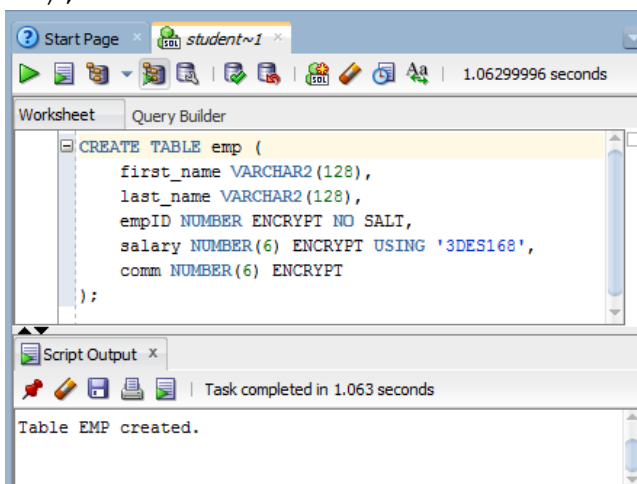 Start Page
student~1
1.06299996 seconds
Worksheet Query Builder
CREATE TABLE emp (
first_name VARCHAR2(128),
last_name VARCHAR2(128),
empID NUMBER ENCRYPT NO SALT,
salary NUMBER(6) ENCRYPT USING '3DES168',
comm NUMBER(6) ENCRYPT
);
Script Output x
Task completed in 1.063 seconds
Table EMP created.